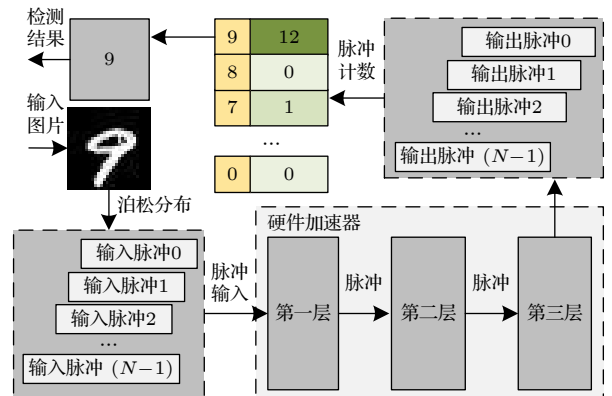 检测
结果
9
9 12
8 0
7 1
...
0 0
脉冲
计数
输出脉冲0
输出脉冲1
输出脉冲2
...
输出脉冲 (N−1)
输入
图片
9
泊松分布
输入脉冲0
输入脉冲1
输入脉冲2
...
输入脉冲 (N−1)
脉冲
输入
硬件加速器
第一层
脉冲
第二层
脉冲
第三层